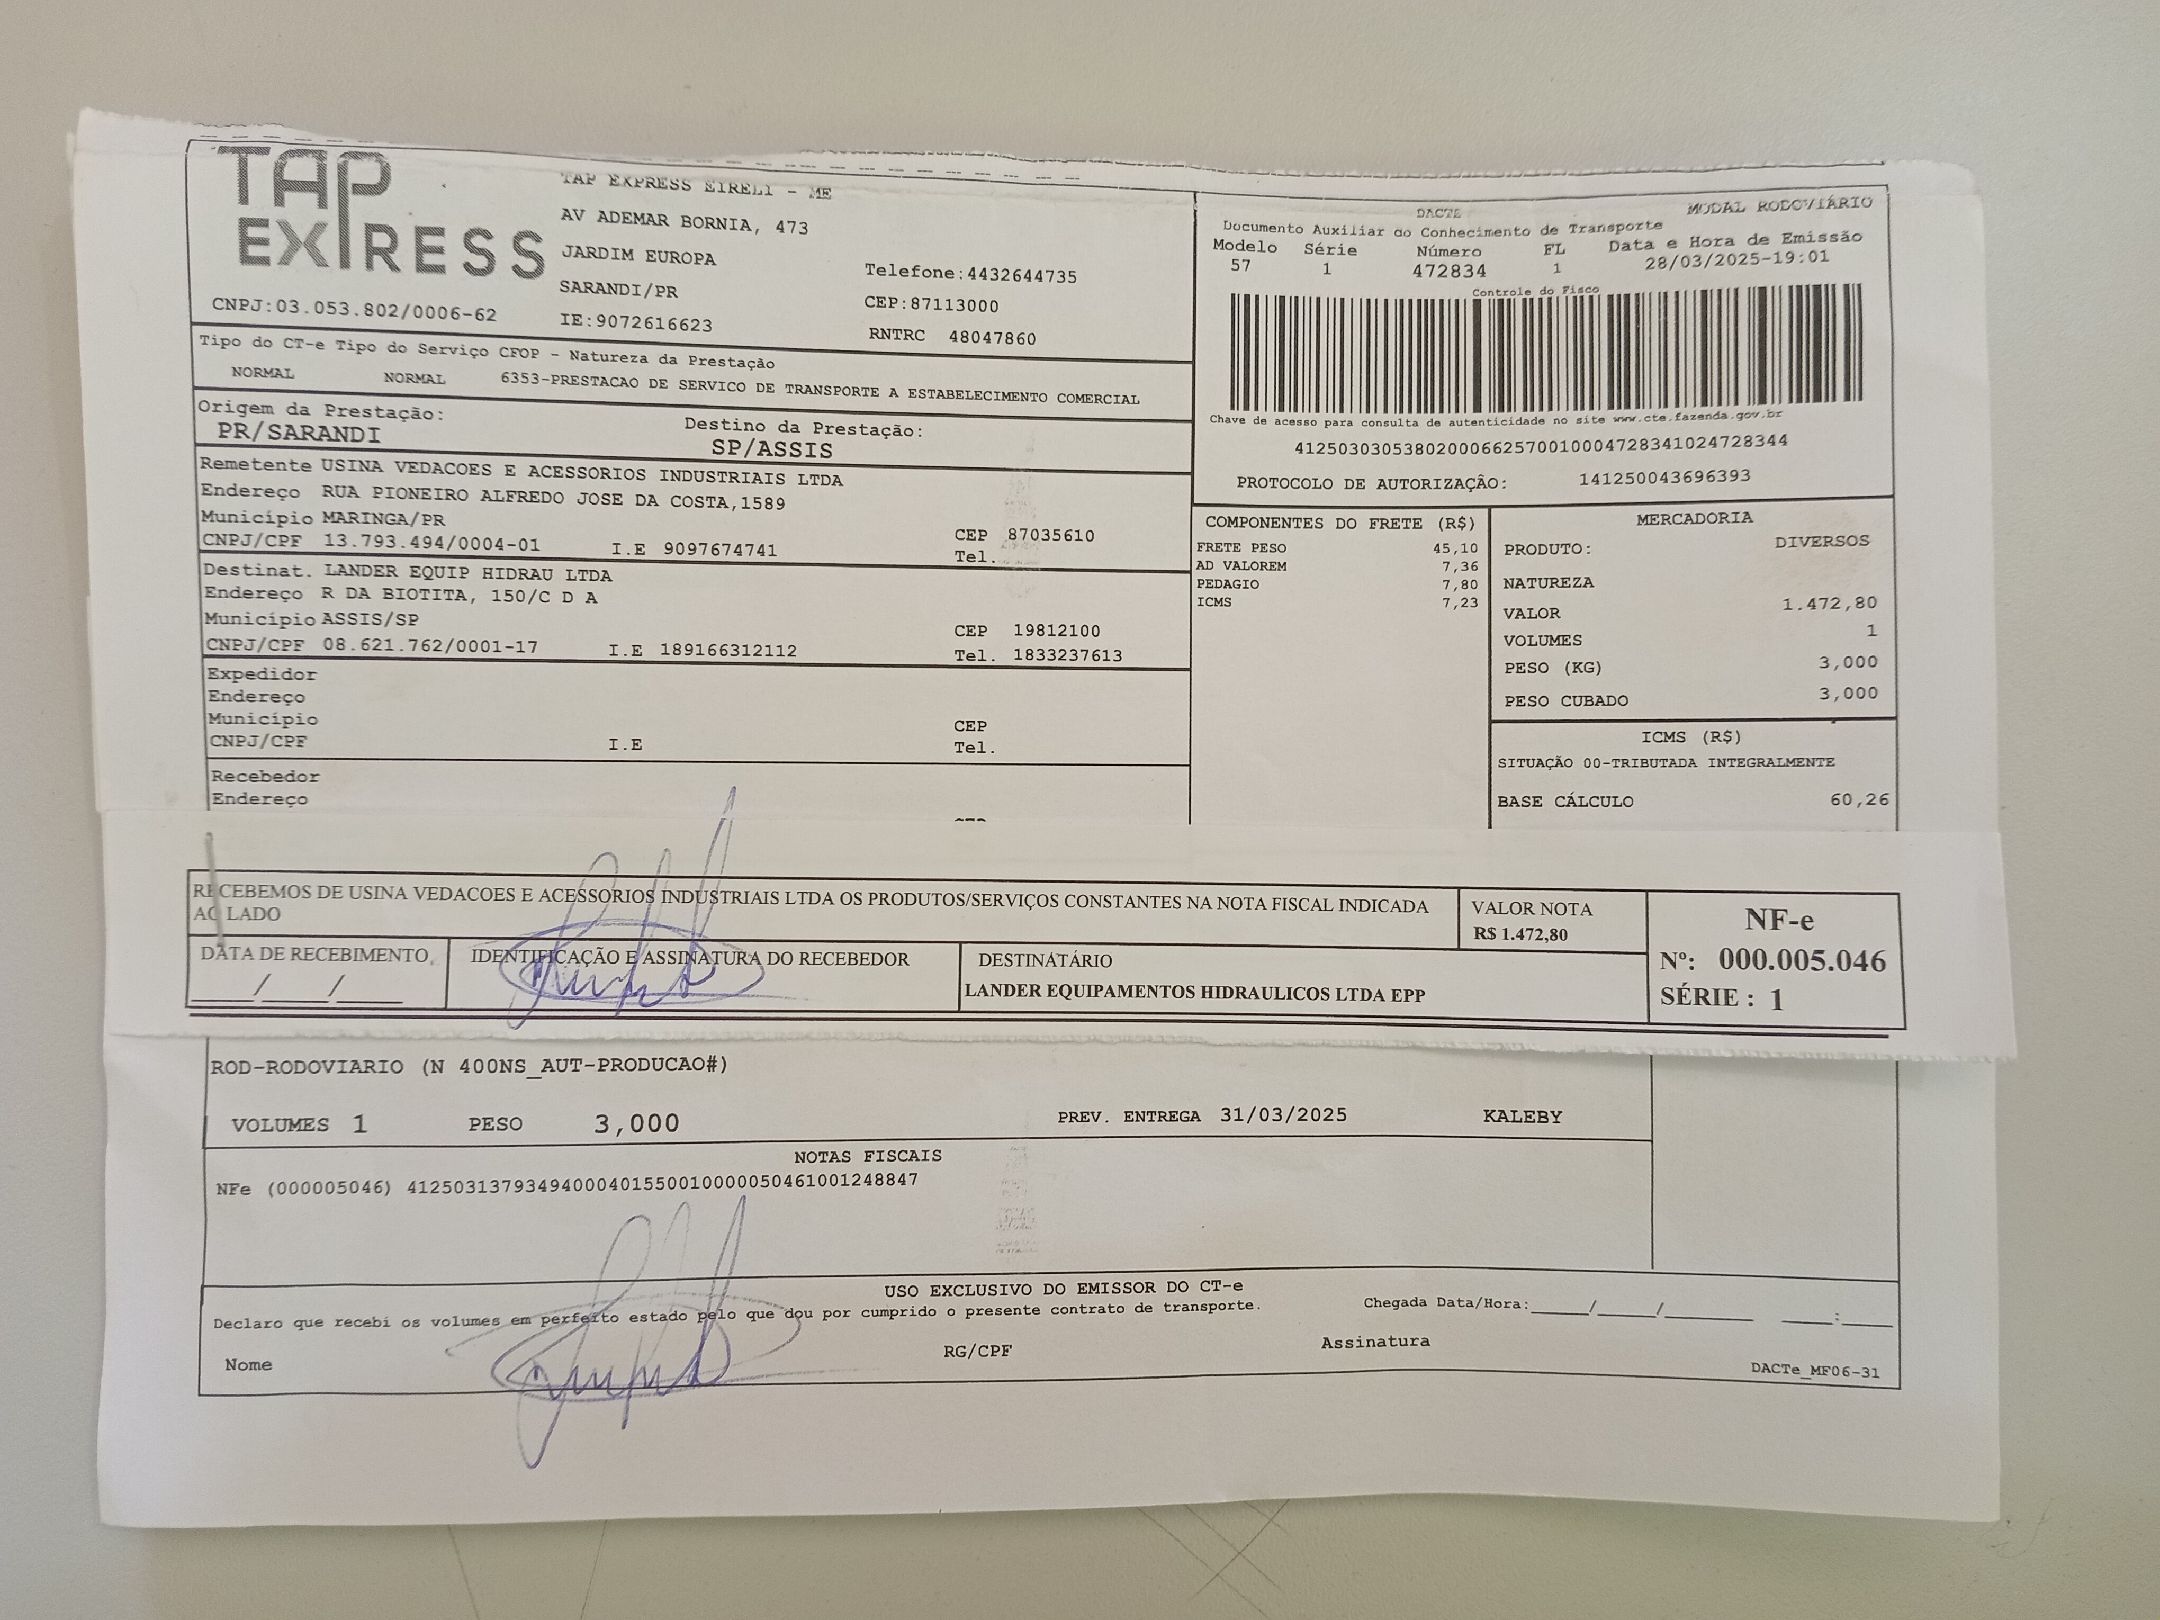 TAP
EXPRESS
TAP EXPRESS EIRELI - ME
AV ADEMAR BORNIA, 473
JARDIM EUROPA
SARANDI/PR
IE:9072616623
Telefone:4432644735
CEP:87113000
RNTRC 48047860
CNPJ:03.053.802/0006-62
DACTE
MODAL RODOVIÁRIO
Documento Auxiliar do Conhecimento de Transporte
Modelo Série Número FL Data e Hora de Emissão
57 1 472834 1 28/03/2025-19:01
Controle do Fisco
Chave de acesso para consulta de autenticidade no site www.cte.fazenda.gov.br
41250303053802000662570010004728341024728344
PROTOCOLO DE AUTORIZAÇÃO: 141250043696393
Tipo do CT-e Tipo do Serviço CFOP - Natureza da Prestação
NORMAL NORMAL 6353-PRESTACAO DE SERVICO DE TRANSPORTE A ESTABELECIMENTO COMERCIAL
Origem da Prestação: Destino da Prestação:
PR/SARANDI SP/ASSIS
Remetente USINA VEDACOES E ACESSORIOS INDUSTRIAIS LTDA
Endereço RUA PIONEIRO ALFREDO JOSE DA COSTA,1589
Município MARINGA/PR CEP 87035610
CNPJ/CPF 13.793.494/0004-01 I.E 9097674741 Tel.
Destinat. LANDER EQUIP HIDRAU LTDA
Endereço R DA BIOTITA, 150/C D A
Município ASSIS/SP CEP 19812100
CNPJ/CPF 08.621.762/0001-17 I.E 189166312112 Tel. 1833237613
Expedidor
Endereço
Município CEP
CNPJ/CPF I.E Tel.
Recebedor
Endereço
COMPONENTES DO FRETE (R$)
FRETE PESO 45,10
AD VALOREM 7,36
PEDAGIO 7,80
ICMS 7,23
MERCADORIA
PRODUTO: DIVERSOS
NATUREZA
VALOR 1.472,80
VOLUMES 1
PESO (KG) 3,000
PESO CUBADO 3,000
ICMS (R$)
SITUAÇÃO 00-TRIBUTADA INTEGRALMENTE
BASE CÁLCULO 60,26
RECEBEMOS DE USINA VEDACOES E ACESSORIOS INDUSTRIAIS LTDA OS PRODUTOS/SERVIÇOS CONSTANTES NA NOTA FISCAL INDICADA
AO LADO
VALOR NOTA
R$ 1.472,80
NF-e
Nº: 000.005.046
SÉRIE : 1
DATA DE RECEBIMENTO
___/___/___
IDENTIFICAÇÃO E ASSINATURA DO RECEBEDOR
DESTINATÁRIO
LANDER EQUIPAMENTOS HIDRAULICOS LTDA EPP
ROD-RODOVIARIO (N 400NS_AUT-PRODUCAO#)
VOLUMES 1 PESO 3,000 PREV. ENTREGA 31/03/2025 KALEBY
NOTAS FISCAIS
NFe (000005046) 41250313793494000401550010000050461001248847
USO EXCLUSIVO DO EMISSOR DO CT-e
Declaro que recebi os volumes em perfeito estado pelo que dou por cumprido o presente contrato de transporte.
Chegada Data/Hora:_____/_____/_______ ____:____
Nome RG/CPF Assinatura
DACTe_MF06-31